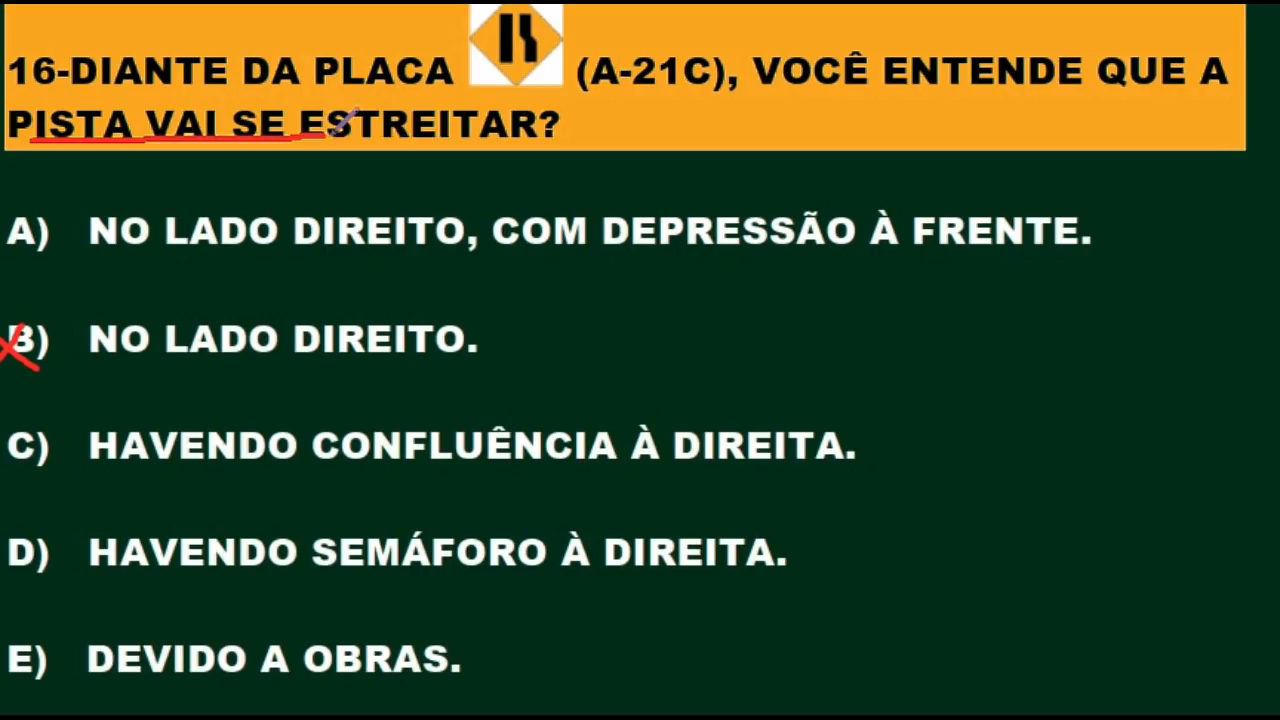 16-DIANTE DA PLACA (A-21C), VOCÊ ENTENDE QUE A
PISTA VAI SE ESTREITAR?
A) NO LADO DIREITO, COM DEPRESSÃO À FRENTE.
B) NO LADO DIREITO.
C) HAVENDO CONFLUÊNCIA À DIREITA.
D) HAVENDO SEMÁFORO À DIREITA.
E) DEVIDO A OBRAS.